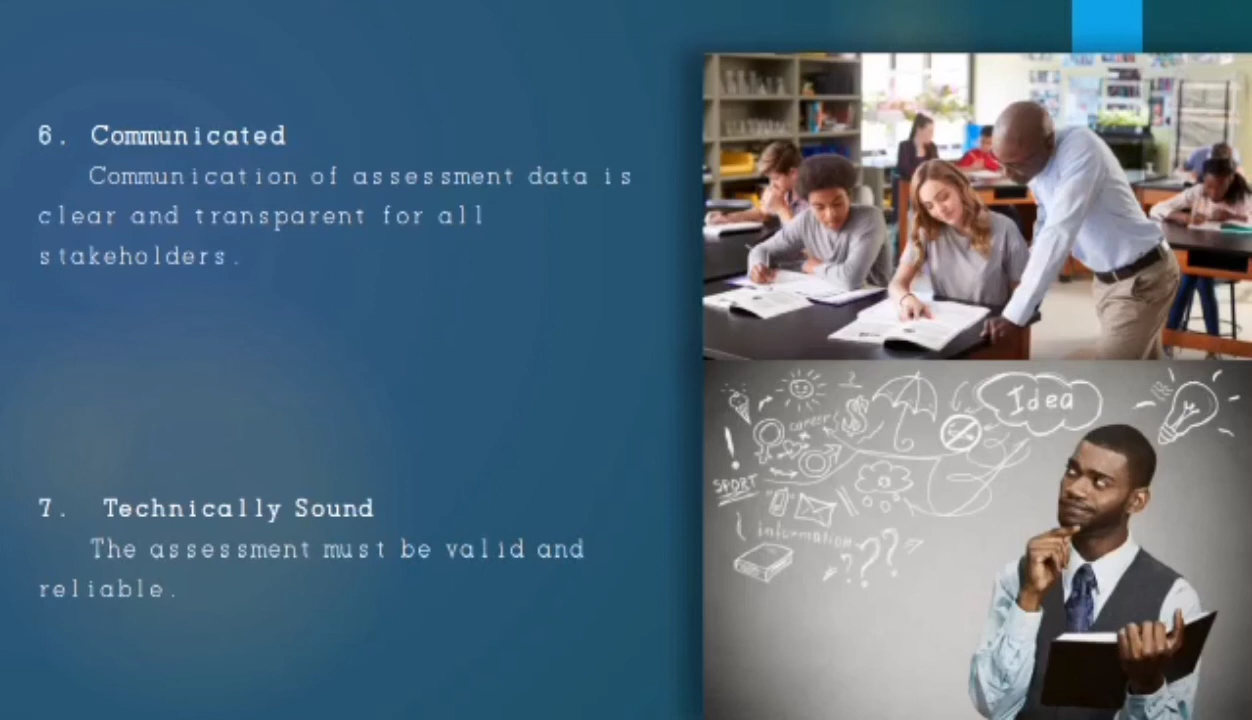 6. Communicated
Communication of assessment data is
clear and transparent for all
stakeholders.
7. Technically Sound
The assessment must be valid and
reliable.
Idea
career
SPORT
information
???